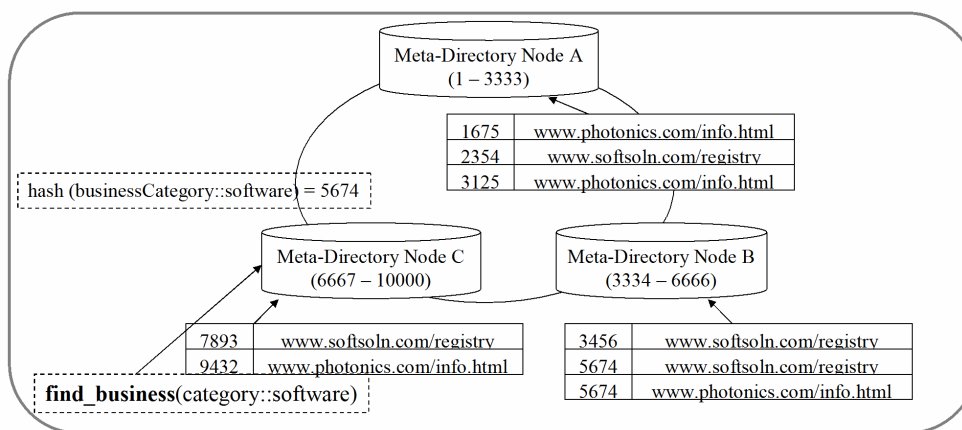 Meta-Directory Node A
(1 – 3333)
1675 www.photonics.com/info.html
2354 www.softsoln.com/registry
3125 www.photonics.com/info.html
hash (businessCategory::software) = 5674
Meta-Directory Node C
(6667 – 10000)
Meta-Directory Node B
(3334 – 6666)
7893 www.softsoln.com/registry
9432 www.photonics.com/info.html
3456 www.softsoln.com/registry
5674 www.softsoln.com/registry
5674 www.photonics.com/info.html
find_business(category::software)